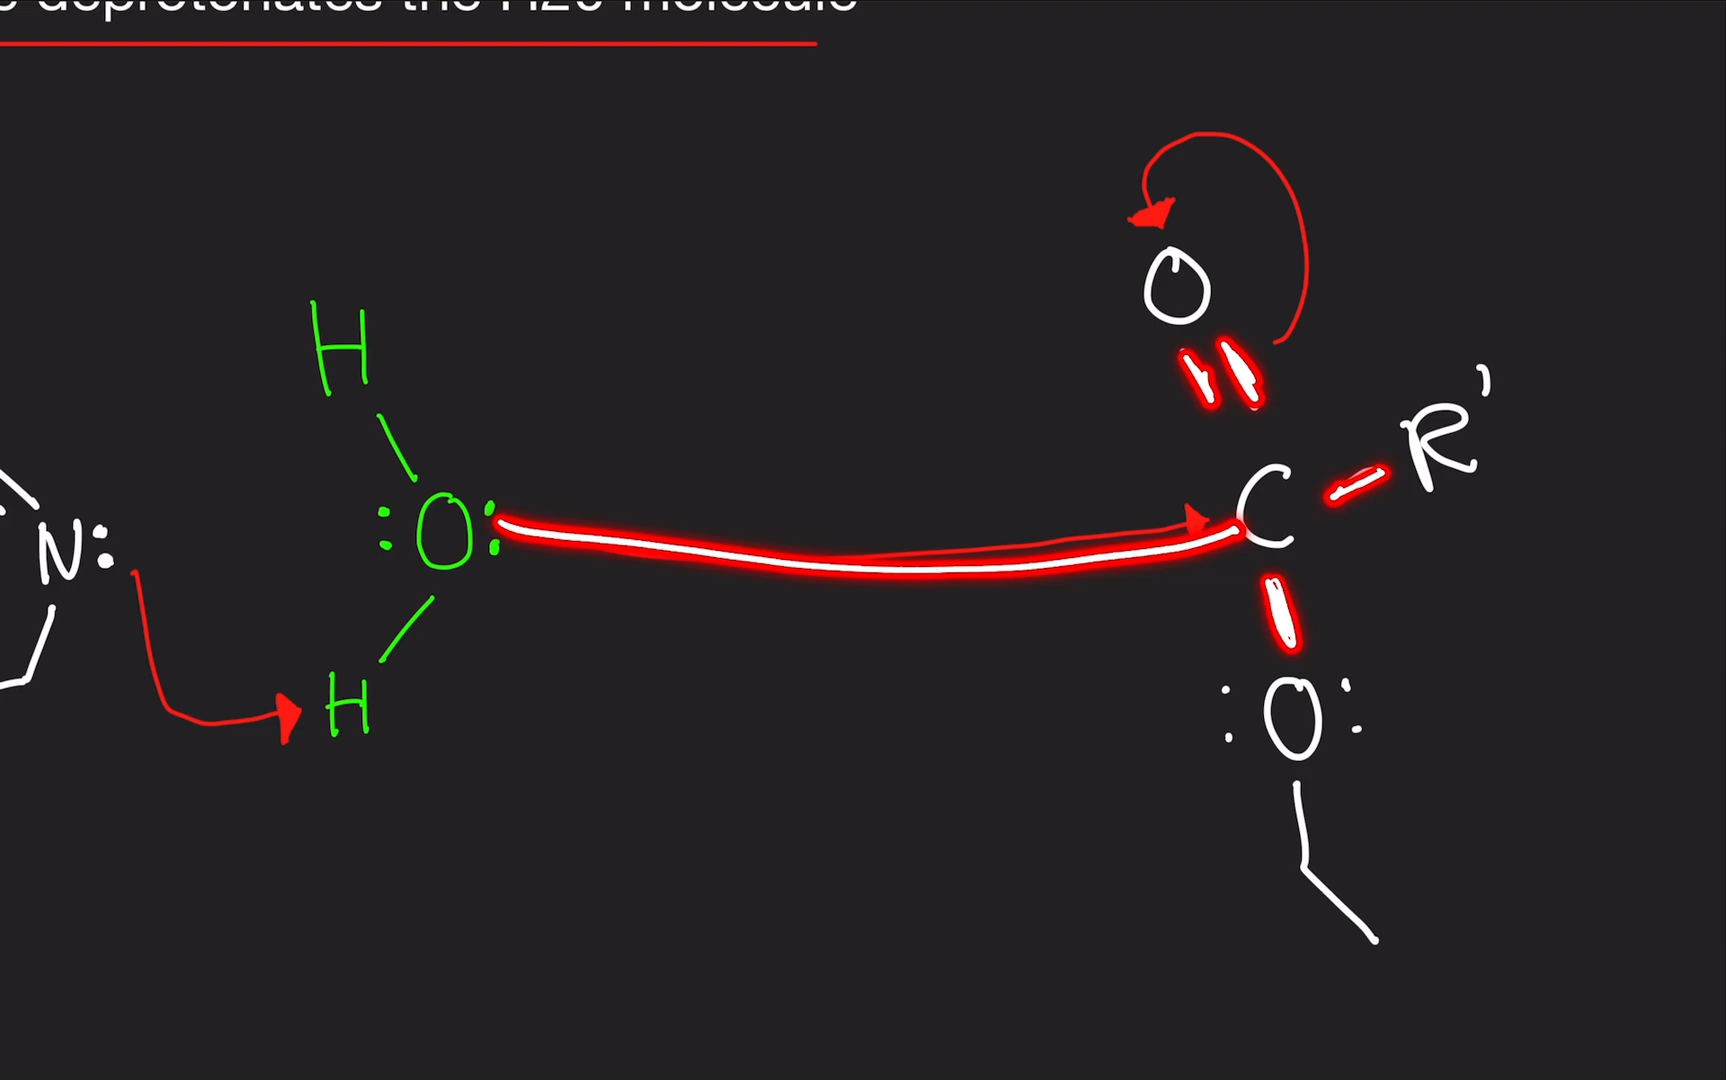 deprotonates the H2O molecule
O
H
R'
C
:O:
N:
H
:O: